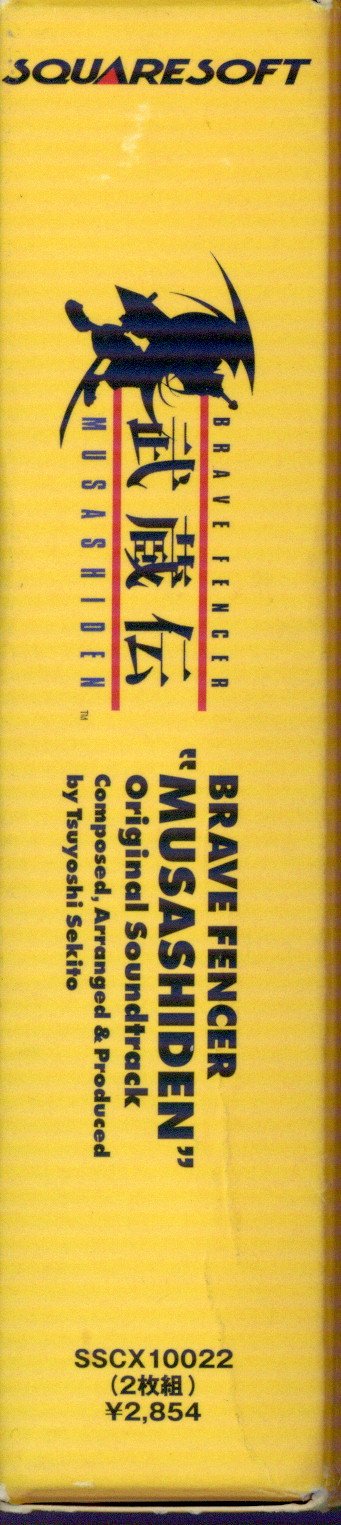 SQUARESOFT
BRAVE FENCER
武蔵伝
MUSASHIDEN
TM
BRAVE FENCER
“MUSASHIDEN”
Original Soundtrack
Composed, Arranged & Produced
by Tsuyoshi Sekito
SSCX10022
(2枚組)
¥2,854